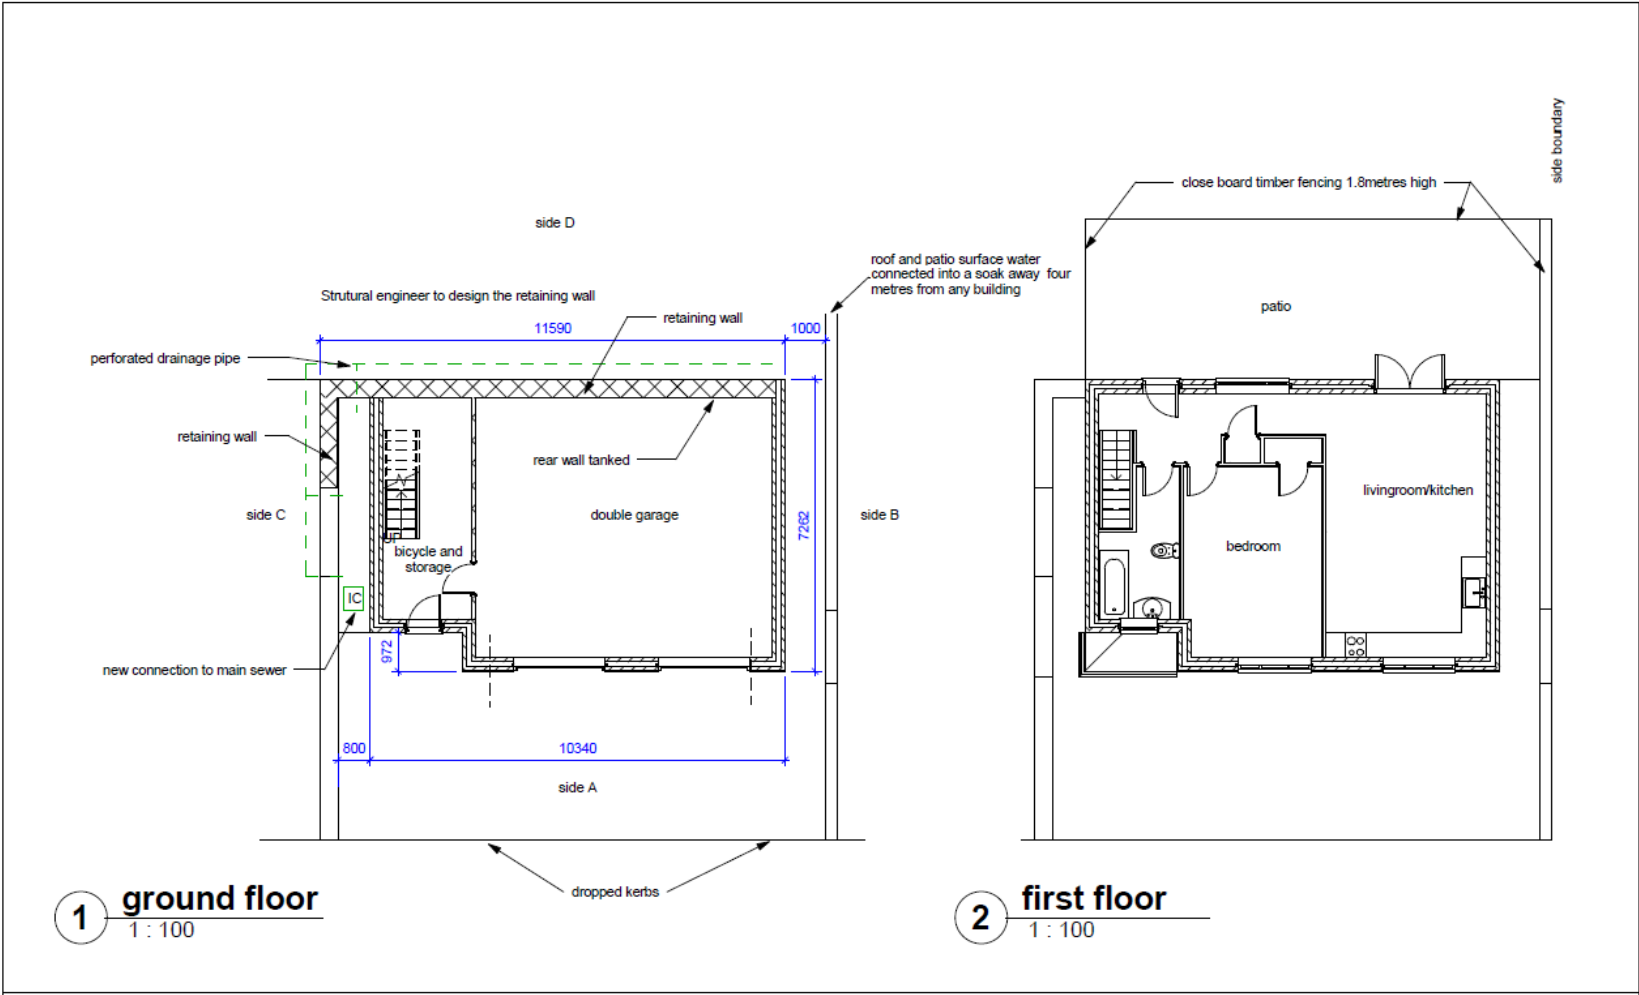 side boundary
close board timber fencing 1.8metres high
side D
roof and patio surface water
connected into a soak away four
metres from any building
Strutural engineer to design the retaining wall
patio
retaining wall
11590
1000
perforated drainage pipe
retaining wall
rear wall tanked
side C
double garage
7262
side B
livingroom/kitchen
UP
bicycle and
storage
bedroom
IC
972
new connection to main sewer
800
10340
side A
dropped kerbs
1
ground floor
1 : 100
2
first floor
1 : 100